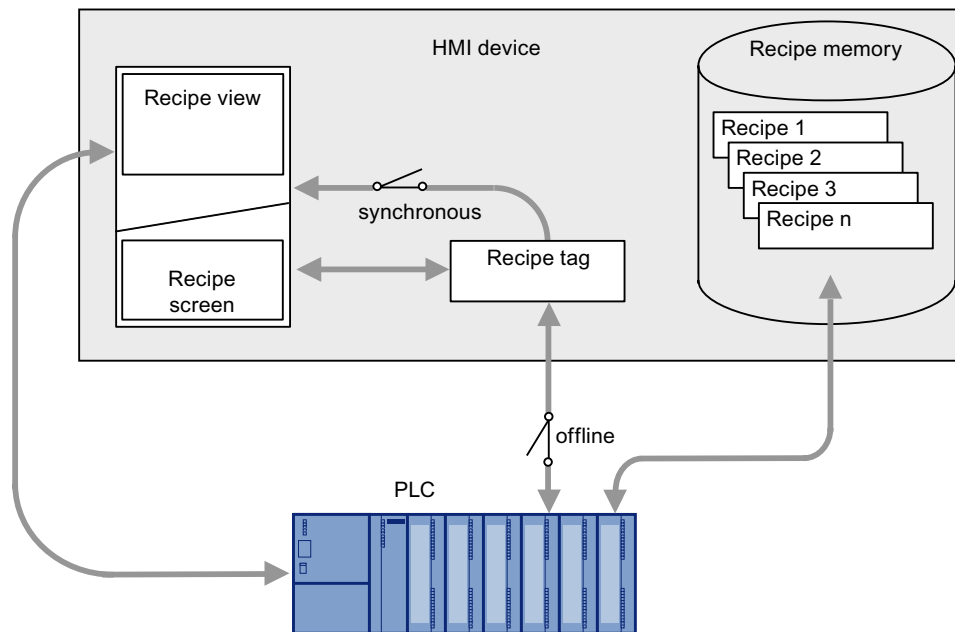 HMI device
Recipe memory
Recipe view
Recipe 1
Recipe 2
Recipe 3
Recipe n
synchronous
Recipe tag
Recipe
screen
offline
PLC